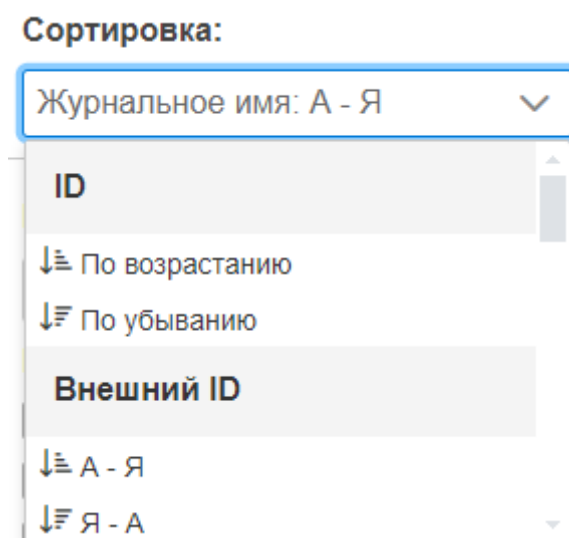 Сортировка:
Журнальное имя: А - Я
ID
По возрастанию
По убыванию
Внешний ID
А - Я
Я - А